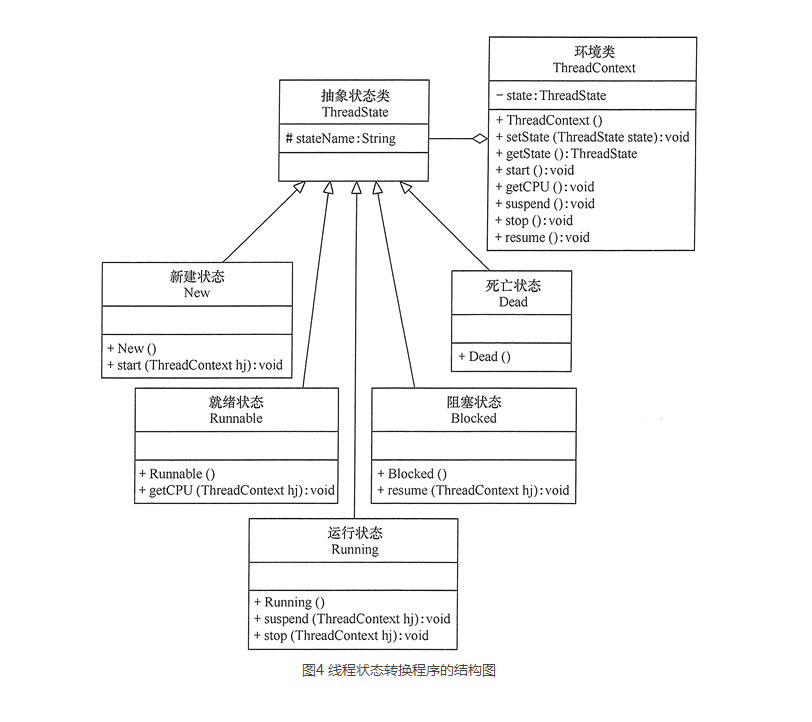 环境类
ThreadContext
− state:ThreadState
+ ThreadContext ()
+ setState (ThreadState state):void
+ getState ():ThreadState
+ start ():void
+ getCPU ():void
+ suspend ():void
+ stop ():void
+ resume ():void
抽象状态类
ThreadState
# stateName:String
新建状态
New
+ New ()
+ start (ThreadContext hj):void
死亡状态
Dead
+ Dead ()
就绪状态
Runnable
+ Runnable ()
+ getCPU (ThreadContext hj):void
阻塞状态
Blocked
+ Blocked ()
+ resume (ThreadContext hj):void
运行状态
Running
+ Running ()
+ suspend (ThreadContext hj):void
+ stop (ThreadContext hj):void
图4 线程状态转换程序的结构图